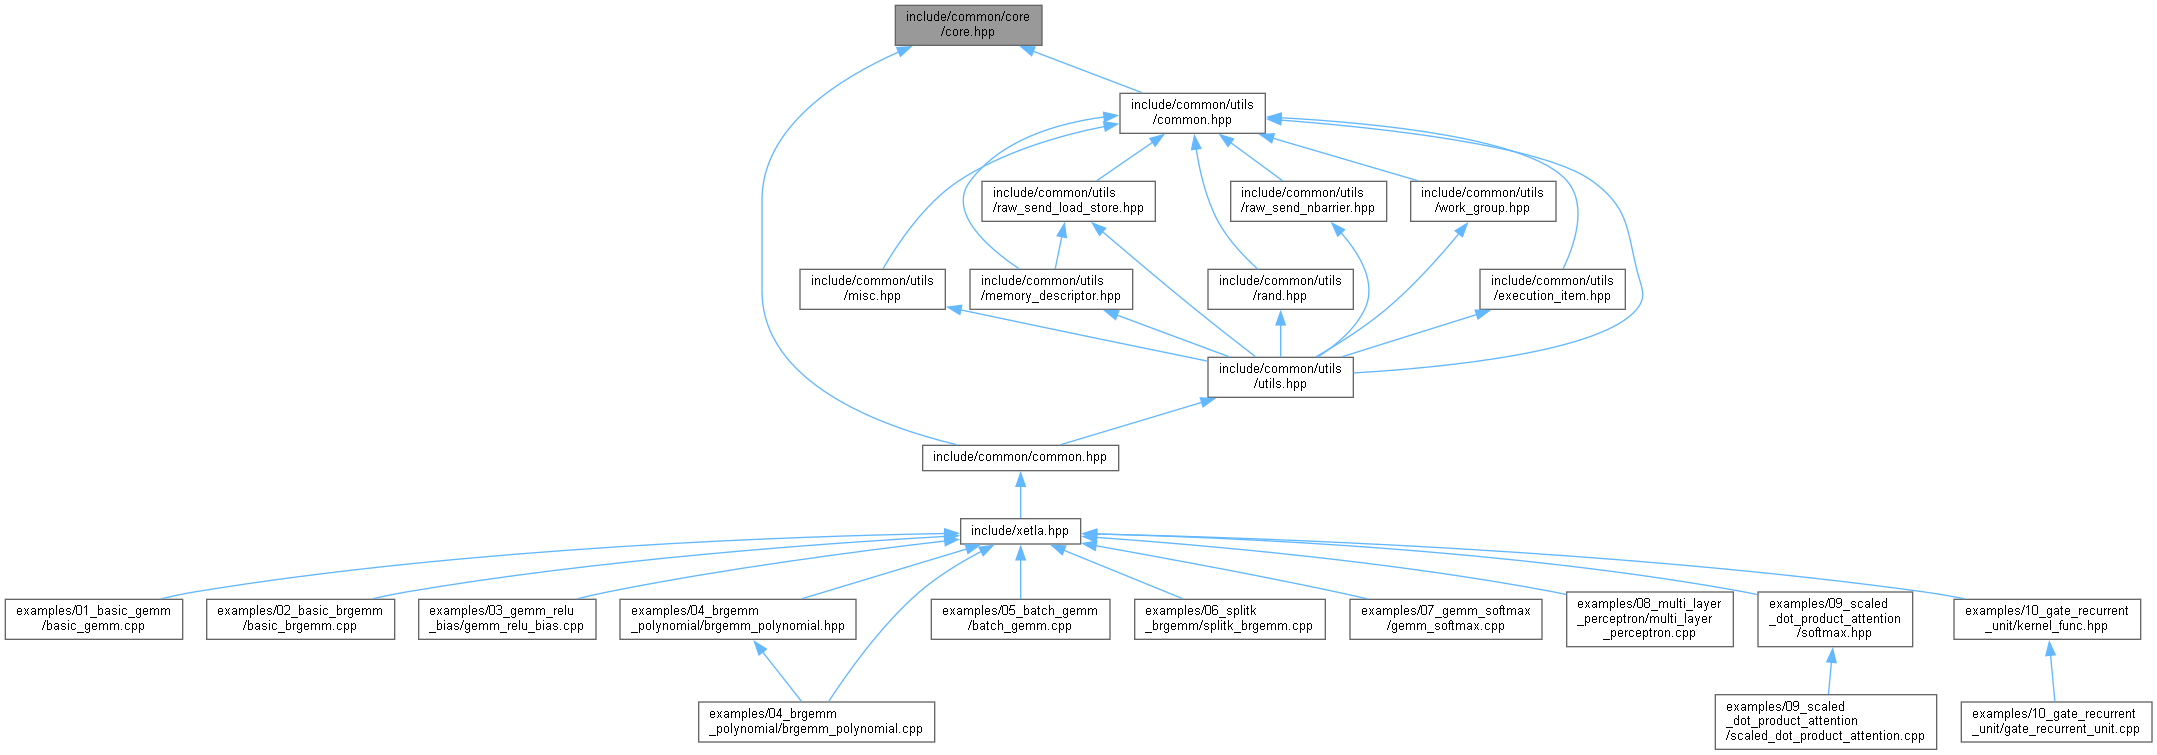 include/common/core
/core.hpp
include/common/utils
/common.hpp
include/common/utils
/raw_send_load_store.hpp
include/common/utils
/raw_send_nbarrier.hpp
include/common/utils
/work_group.hpp
include/common/utils
/misc.hpp
include/common/utils
/memory_descriptor.hpp
include/common/utils
/rand.hpp
include/common/utils
/execution_item.hpp
include/common/utils
/utils.hpp
include/common/common.hpp
include/xetla.hpp
examples/01_basic_gemm
/basic_gemm.cpp
examples/02_basic_brgemm
/basic_brgemm.cpp
examples/03_gemm_relu
_bias/gemm_relu_bias.cpp
examples/04_brgemm
_polynomial/brgemm_polynomial.hpp
examples/05_batch_gemm
/batch_gemm.cpp
examples/06_splitk
_brgemm/splitk_brgemm.cpp
examples/07_gemm_softmax
/gemm_softmax.cpp
examples/08_multi_layer
_perceptron/multi_layer
_perceptron.cpp
examples/09_scaled
_dot_product_attention
/softmax.hpp
examples/10_gate_recurrent
_unit/kernel_func.hpp
examples/04_brgemm
_polynomial/brgemm_polynomial.cpp
examples/09_scaled
_dot_product_attention
/scaled_dot_product_attention.cpp
examples/10_gate_recurrent
_unit/gate_recurrent_unit.cpp